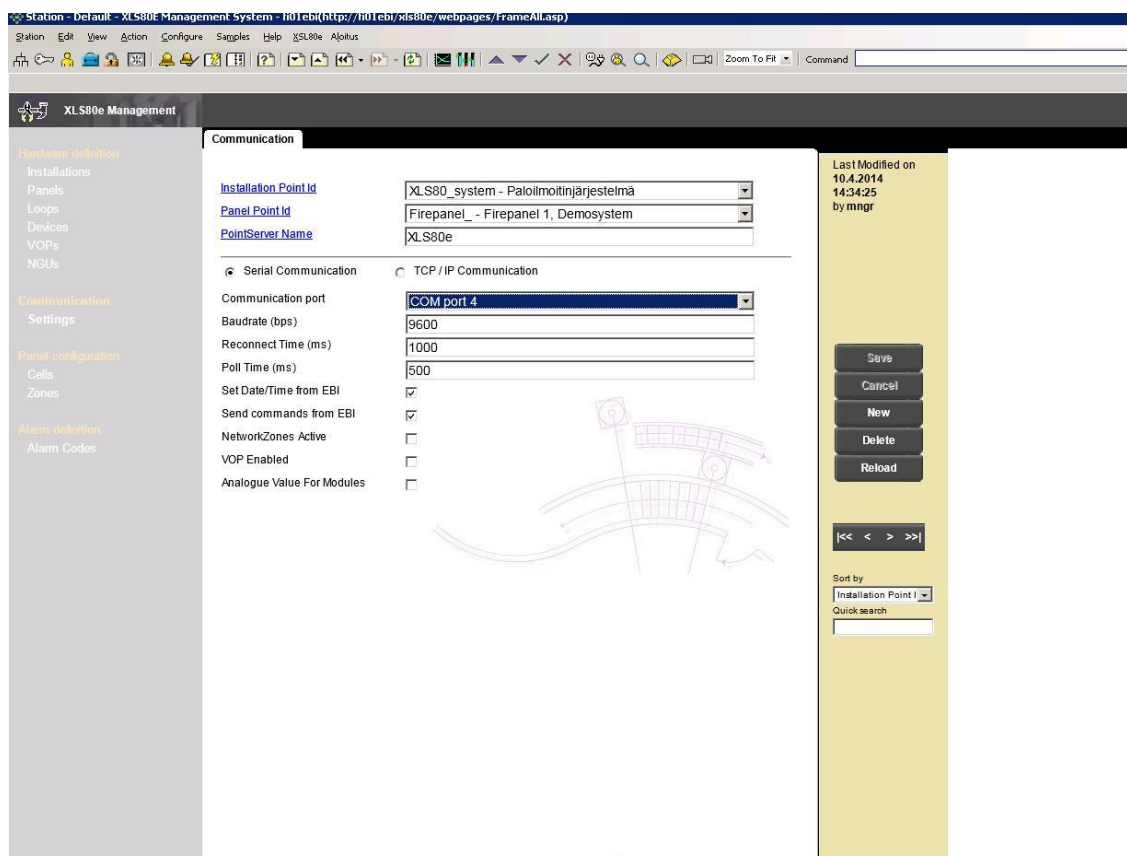 Station - Default - XLS80E Management System - fi01ebi(http://fi01ebi/xls80e/webpages/FrameAll.asp)
Station Edit View Action Configure Samples Help XSL80e Aloitus
Zoom To Fit Command
XLS80e Management
Communication
Hardware definition
Installations
Panels
Loops
Devices
VOPs
NGUs
Communication
Settings
Panel configuration
Cells
Zones
Alarm definition
Alarm Codes
Installation Point Id XLS80_system - Paloilmoitinjärjestelmä
Panel Point Id Firepanel_ - Firepanel 1, Demosystem
PointServer Name XLS80e
Serial Communication TCP / IP Communication
Communication port COM port 4
Baudrate (bps) 9600
Reconnect Time (ms) 1000
Poll Time (ms) 500
Set Date/Time from EBI
Send commands from EBI
NetworkZones Active
VOP Enabled
Analogue Value For Modules
Last Modified on
10.4.2014
14:34:25
by mngr
Save
Cancel
New
Delete
Reload
|<< < > >>|
Sort by
Installation Point I
Quick search